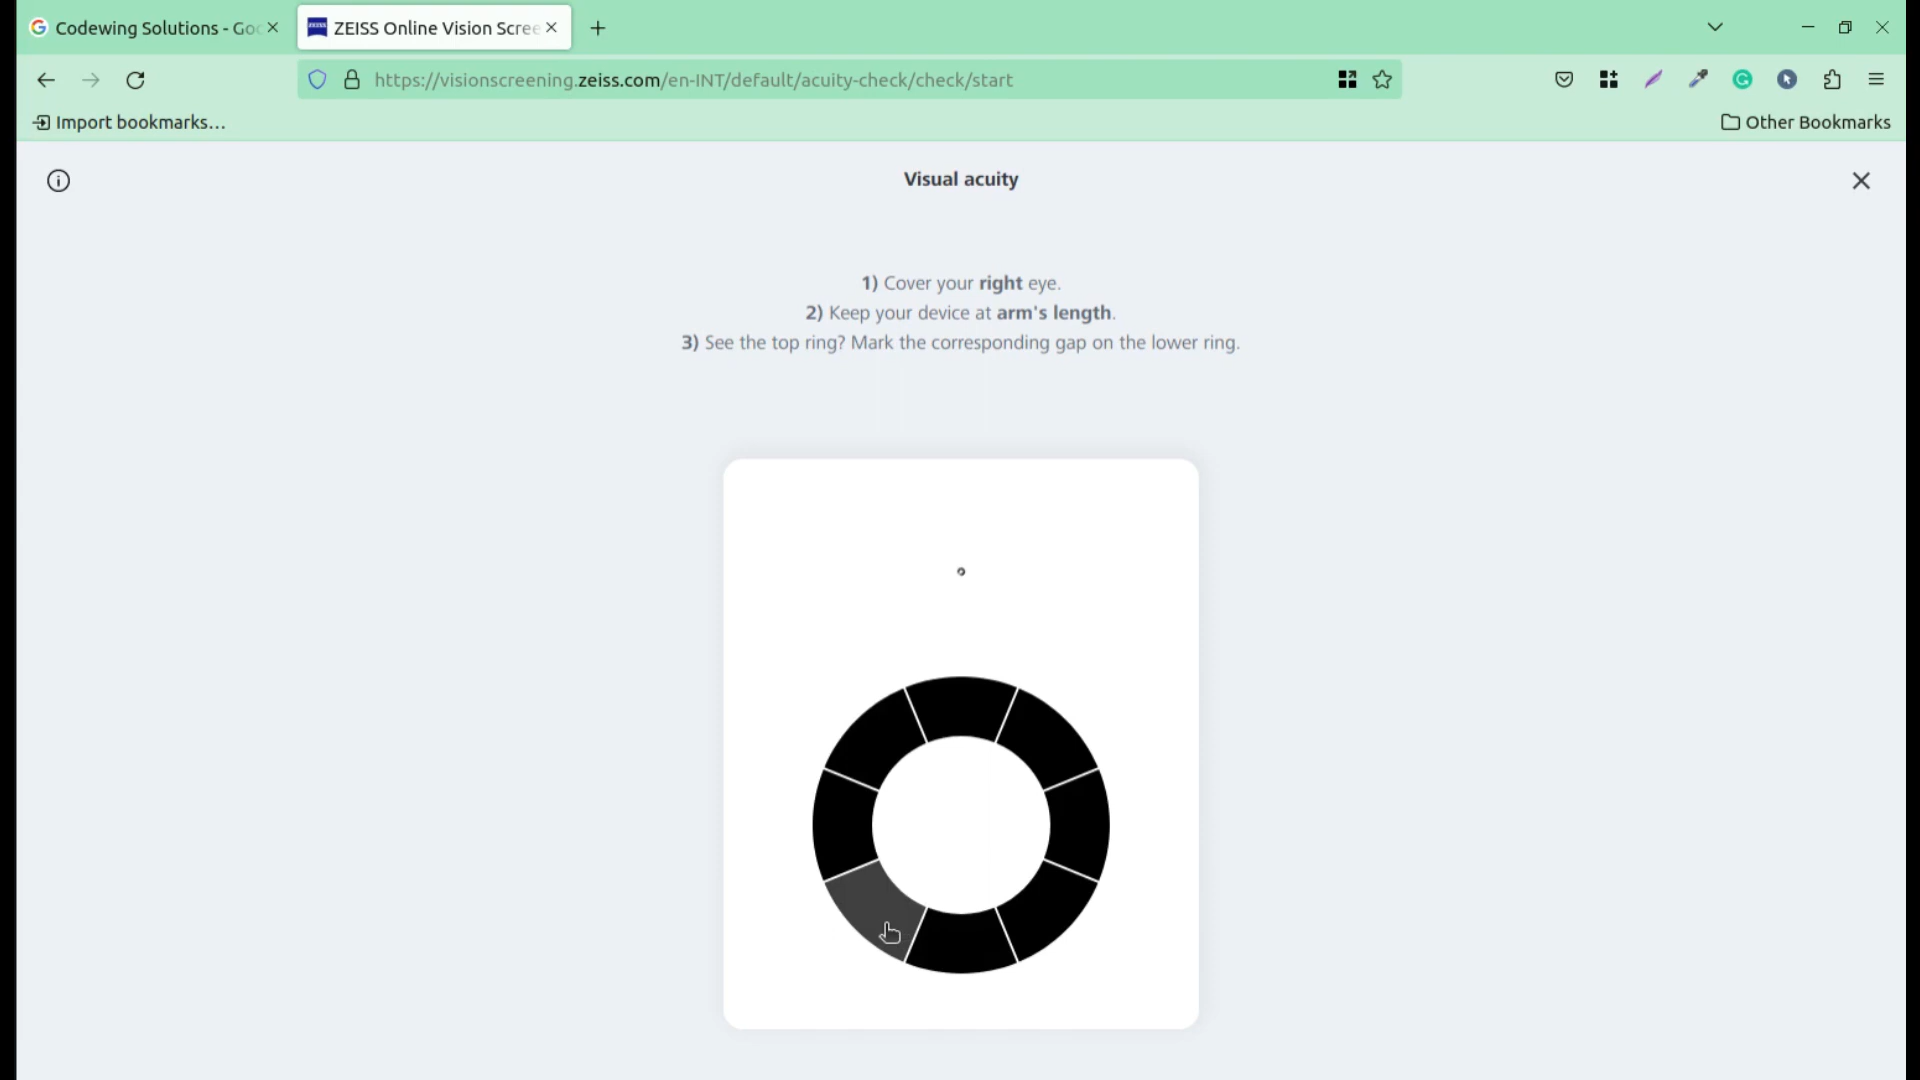 Codewing Solutions - Goo
ZEISS Online Vision Scree
https://visionscreening.zeiss.com/en-INT/default/acuity-check/check/start
Import bookmarks…
Other Bookmarks
Visual acuity
1) Cover your right eye.
2) Keep your device at arm's length.
3) See the top ring? Mark the corresponding gap on the lower ring.